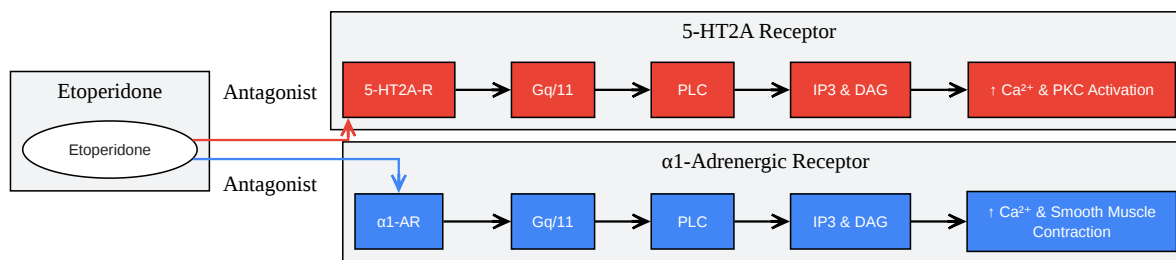 5-HT2A Receptor
Etoperidone
Antagonist
5-HT2A-R
Gq/11
PLC
IP3 & DAG
↑ Ca²⁺ & PKC Activation
Etoperidone
α1-Adrenergic Receptor
Antagonist
α1-AR
Gq/11
PLC
IP3 & DAG
↑ Ca²⁺ & Smooth Muscle
Contraction